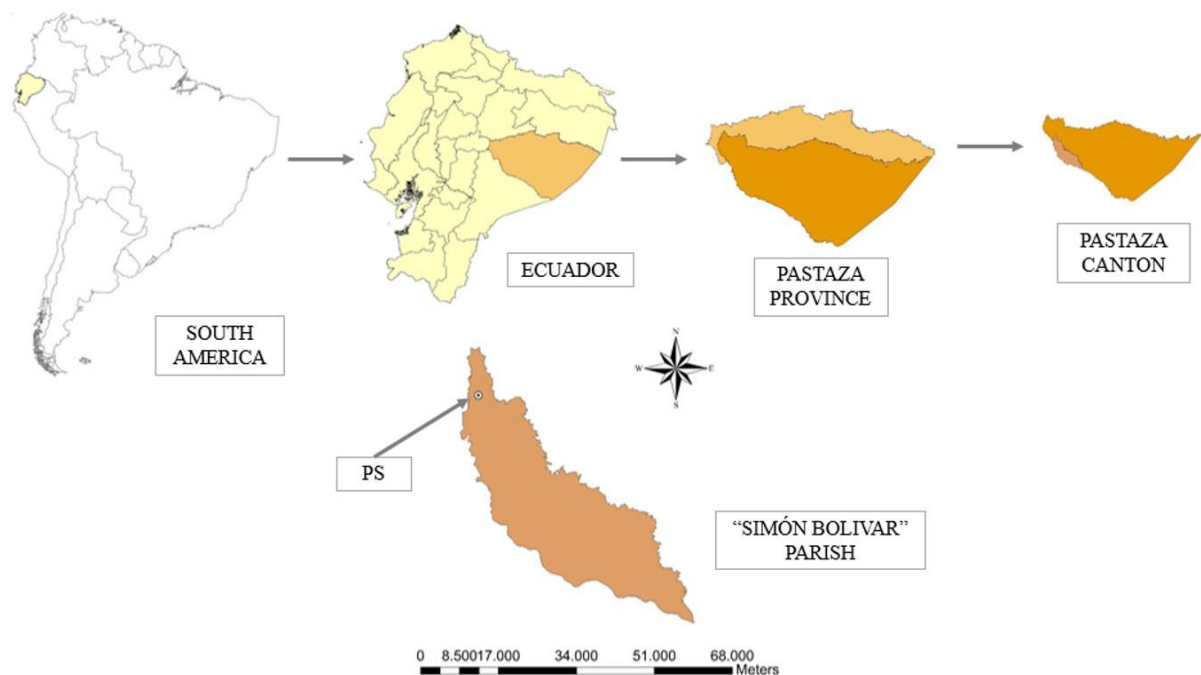 SOUTH
AMERICA
ECUADOR
PASTAZA
PROVINCE
PASTAZA
CANTON
N
W E
S
PS
“SIMÓN BOLIVAR”
PARISH
0 8.50017.000 34.000 51.000 68.000
Meters